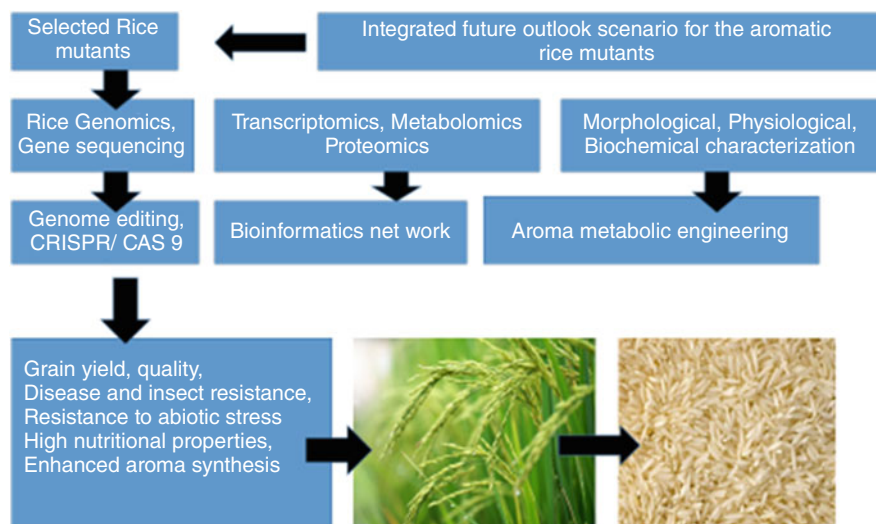 Selected Rice
mutants
Integrated future outlook scenario for the aromatic
rice mutants
Rice Genomics,
Gene sequencing
Transcriptomics, Metabolomics
Proteomics
Morphological, Physiological,
Biochemical characterization
Genome editing,
CRISPR/ CAS 9
Bioinformatics net work
Aroma metabolic engineering
Grain yield, quality,
Disease and insect resistance,
Resistance to abiotic stress
High nutritional properties,
Enhanced aroma synthesis